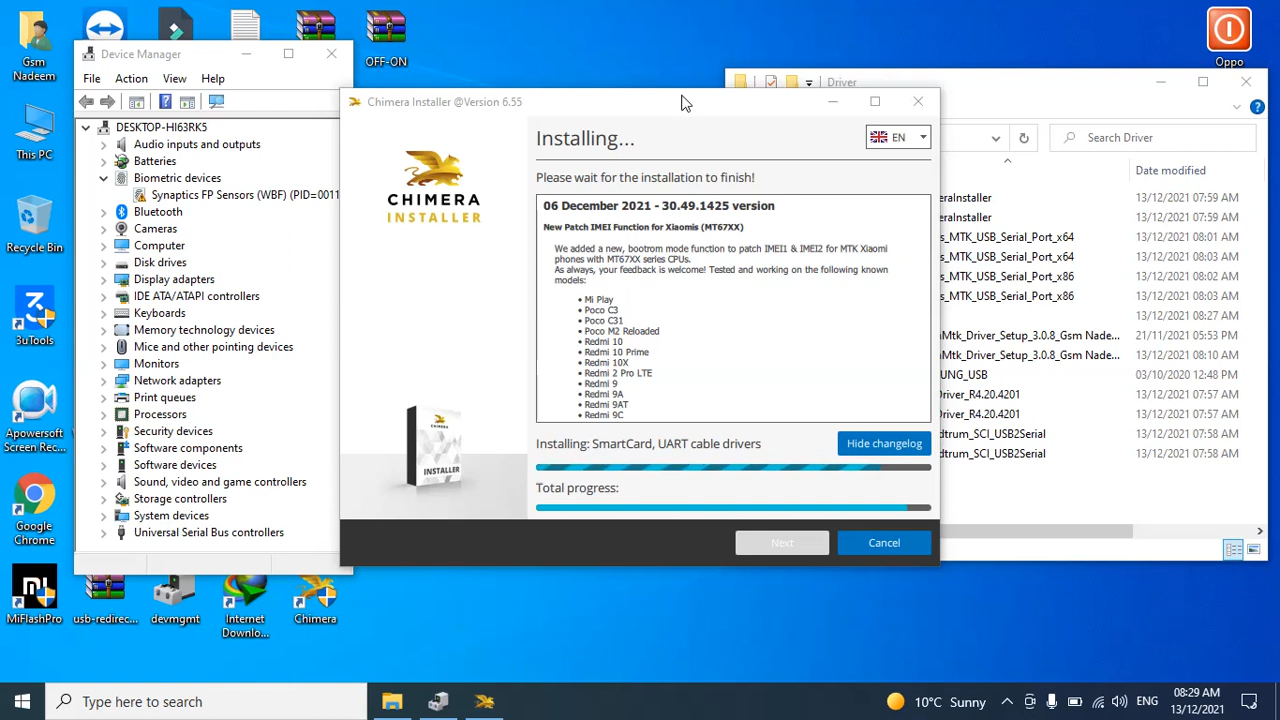 Gsm
Nadeem
This PC
Recycle Bin
3uTools
Apowersoft
Screen Rec...
Google
Chrome
MiFlashPro
OFF-ON
Oppo
usb-redirec...
devmgmt
Internet
Downlo...
Chimera
Device Manager
File Action View Help
DESKTOP-HI63RK5
Audio inputs and outputs
Batteries
Biometric devices
Synaptics FP Sensors (WBF) (PID=0011
Bluetooth
Cameras
Computer
Disk drives
Display adapters
IDE ATA/ATAPI controllers
Keyboards
Memory technology devices
Mice and other pointing devices
Monitors
Network adapters
Print queues
Processors
Security devices
Software components
Software devices
Sound, video and game controllers
Storage controllers
System devices
Universal Serial Bus controllers
Chimera Installer @Version 6.55
CHIMERA
INSTALLER
CHIMERA
INSTALLER
Installing...
EN
Please wait for the installation to finish!
06 December 2021 - 30.49.1425 version
New Patch IMEI Function for Xiaomis (MT67XX)
We added a new, bootrom mode function to patch IMEI1 & IMEI2 for MTK Xiaomi
phones with MT67XX series CPUs.
As always, your feedback is welcome! Tested and working on the following known
models:
• Mi Play
• Poco C3
• Poco C31
• Poco M2 Reloaded
• Redmi 10
• Redmi 10 Prime
• Redmi 10X
• Redmi 2 Pro LTE
• Redmi 9
• Redmi 9A
• Redmi 9AT
• Redmi 9C
Installing: SmartCard, UART cable drivers
Hide changelog
Total progress:
Next
Cancel
Driver
Search Driver
Date modified
eraInstaller 13/12/2021 07:59 AM
eraInstaller 13/12/2021 07:59 AM
s_MTK_USB_Serial_Port_x64 13/12/2021 08:01 AM
s_MTK_USB_Serial_Port_x64 13/12/2021 08:03 AM
s_MTK_USB_Serial_Port_x86 13/12/2021 08:02 AM
s_MTK_USB_Serial_Port_x86 13/12/2021 08:03 AM
13/12/2021 08:27 AM
Mtk_Driver_Setup_3.0.8_Gsm Nade... 21/11/2021 05:53 PM
Mtk_Driver_Setup_3.0.8_Gsm Nade... 13/12/2021 08:10 AM
UNG_USB 03/10/2020 12:48 PM
Driver_R4.20.4201 13/12/2021 07:59 AM
Driver_R4.20.4201 13/12/2021 07:59 AM
dtrum_SCI_USB2Serial 13/12/2021 07:58 AM
dtrum_SCI_USB2Serial 13/12/2021 07:58 AM
Type here to search
10°C Sunny
ENG
08:29 AM
13/12/2021